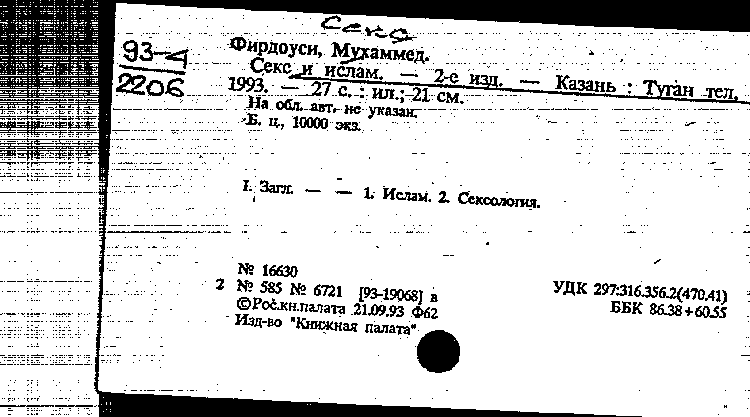 Секс
93-4
2206
Фирдоуси, Мухаммед.
Секс и ислам. — 2-е изд. — Казань : Туган тел,
1993. — 27 с. : ил.; 21 см.
На обл. авт. не указан.
Б. ц., 10000 экз.
I. Загл. — — 1. Ислам. 2. Сексология.
№ 16630
2 № 585 № 6721 [93-19068] в
©Рос.кн.палата 21.09.93 Ф62
Изд-во "Книжная палата"
УДК 297:316.356.2(470.41)
ББК 86.38+60.55